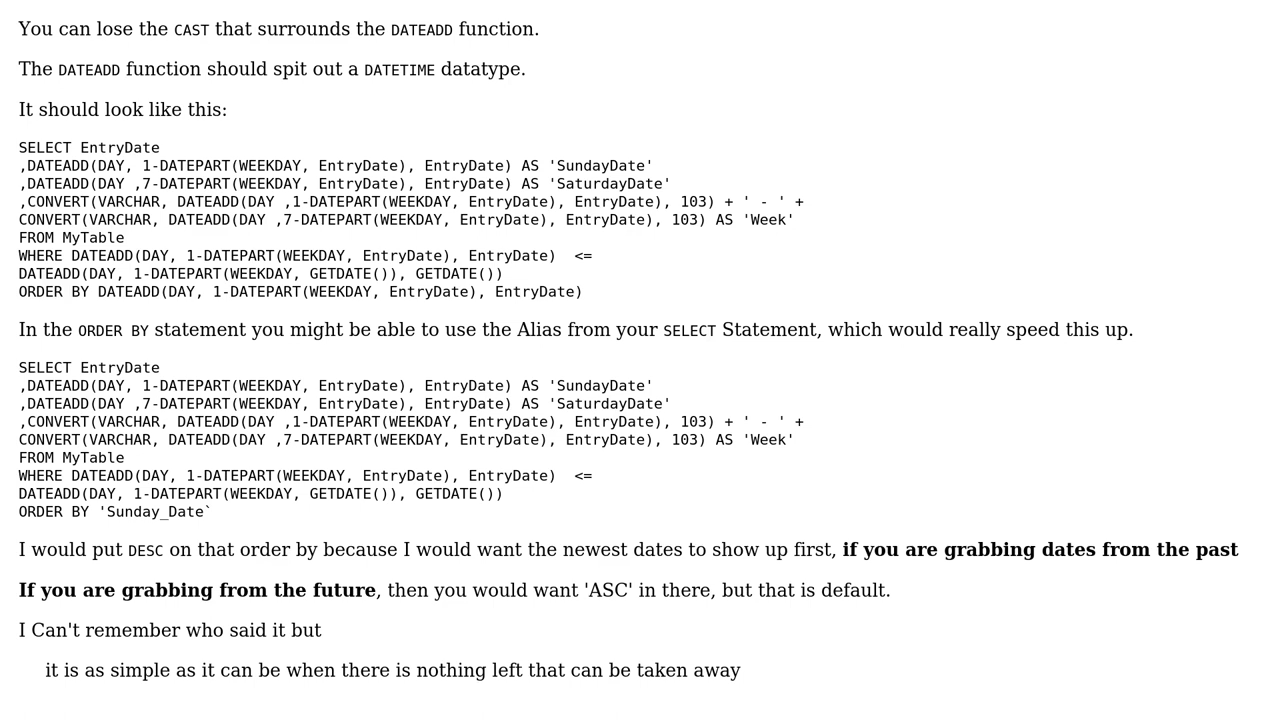 You can lose the CAST that surrounds the DATEADD function.
The DATEADD function should spit out a DATETIME datatype.
It should look like this:
SELECT EntryDate
,DATEADD(DAY, 1-DATEPART(WEEKDAY, EntryDate), EntryDate) AS 'SundayDate'
,DATEADD(DAY ,7-DATEPART(WEEKDAY, EntryDate), EntryDate) AS 'SaturdayDate'
,CONVERT(VARCHAR, DATEADD(DAY ,1-DATEPART(WEEKDAY, EntryDate), EntryDate), 103) + ' - ' +
CONVERT(VARCHAR, DATEADD(DAY ,7-DATEPART(WEEKDAY, EntryDate), EntryDate), 103) AS 'Week'
FROM MyTable
WHERE DATEADD(DAY, 1-DATEPART(WEEKDAY, EntryDate), EntryDate)  <=
DATEADD(DAY, 1-DATEPART(WEEKDAY, GETDATE()), GETDATE())
ORDER BY DATEADD(DAY, 1-DATEPART(WEEKDAY, EntryDate), EntryDate)
In the ORDER BY statement you might be able to use the Alias from your SELECT Statement, which would really speed this up.
SELECT EntryDate
,DATEADD(DAY, 1-DATEPART(WEEKDAY, EntryDate), EntryDate) AS 'SundayDate'
,DATEADD(DAY ,7-DATEPART(WEEKDAY, EntryDate), EntryDate) AS 'SaturdayDate'
,CONVERT(VARCHAR, DATEADD(DAY ,1-DATEPART(WEEKDAY, EntryDate), EntryDate), 103) + ' - ' +
CONVERT(VARCHAR, DATEADD(DAY ,7-DATEPART(WEEKDAY, EntryDate), EntryDate), 103) AS 'Week'
FROM MyTable
WHERE DATEADD(DAY, 1-DATEPART(WEEKDAY, EntryDate), EntryDate)  <=
DATEADD(DAY, 1-DATEPART(WEEKDAY, GETDATE()), GETDATE())
ORDER BY 'Sunday_Date`
I would put DESC on that order by because I would want the newest dates to show up first, if you are grabbing dates from the past
If you are grabbing from the future, then you would want 'ASC' in there, but that is default.
I Can't remember who said it but
it is as simple as it can be when there is nothing left that can be taken away